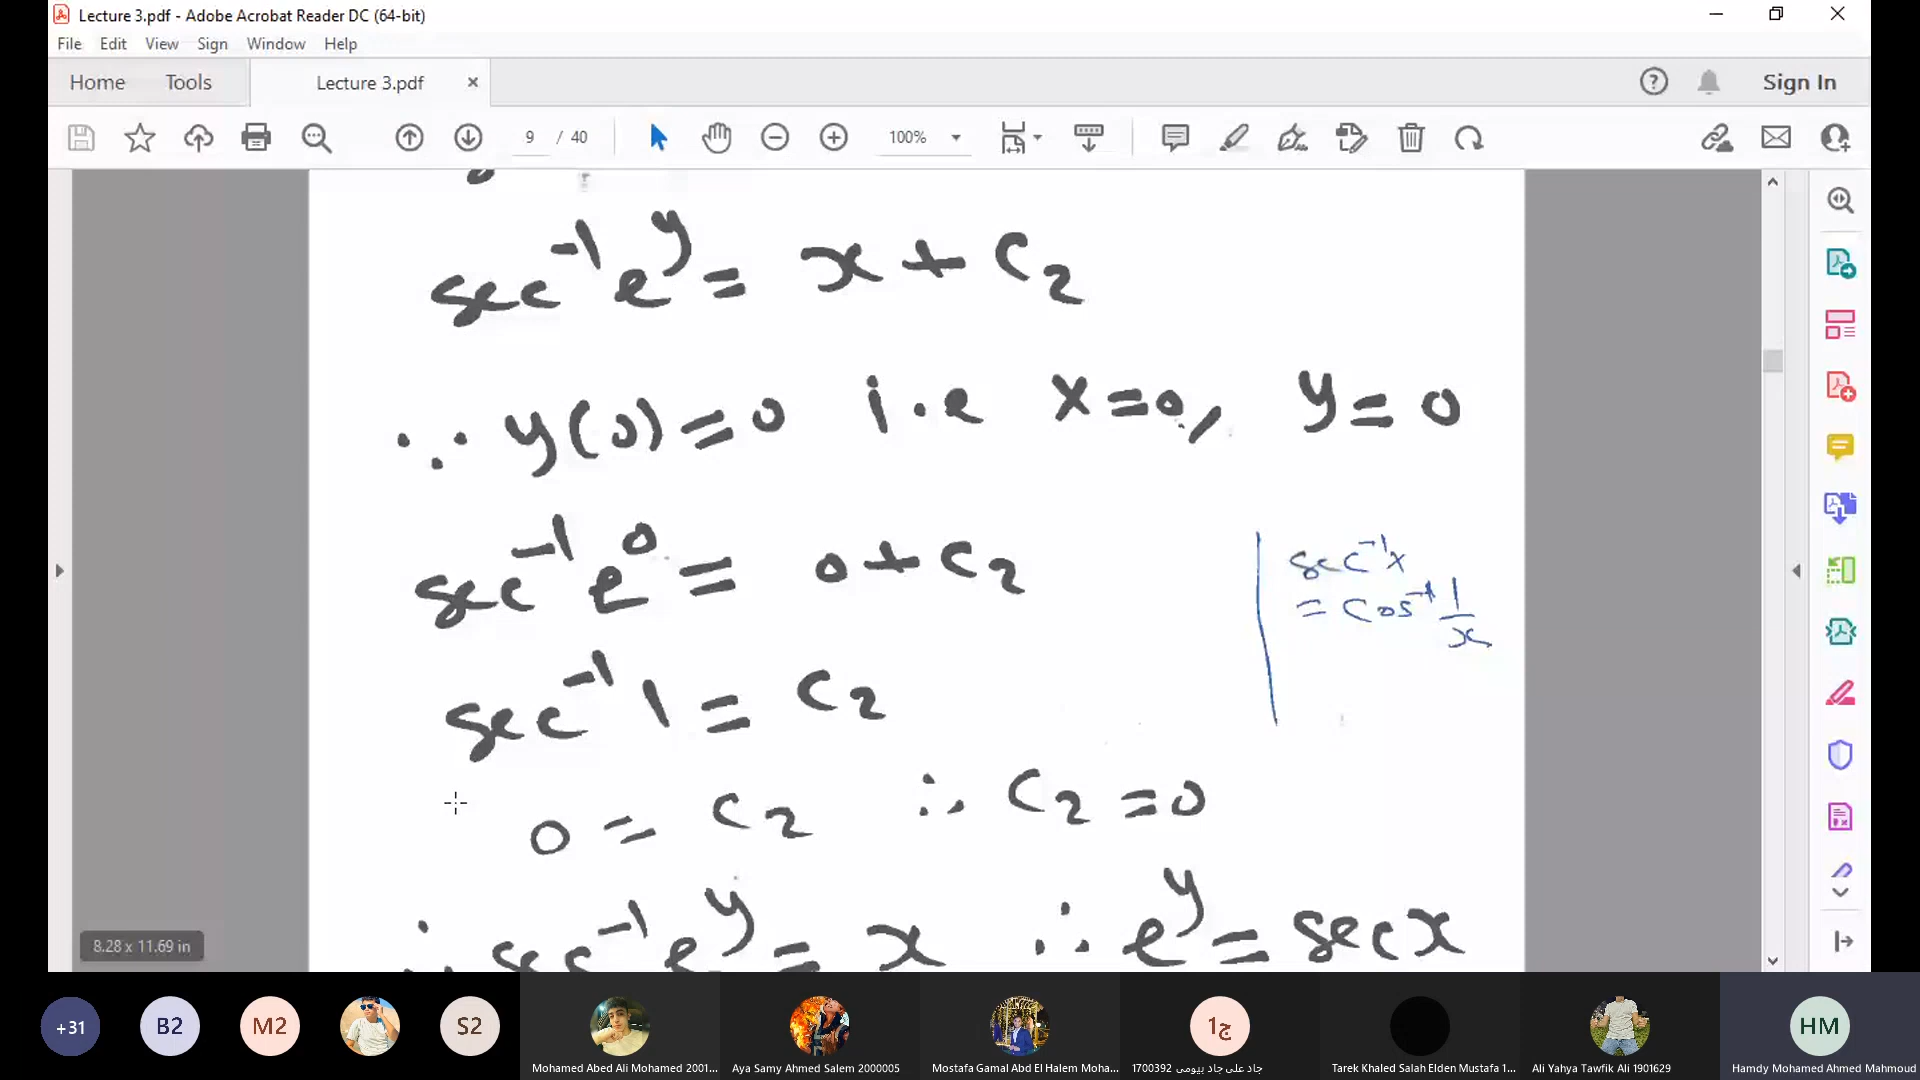 Lecture 3.pdf - Adobe Acrobat Reader DC (64-bit)
File Edit View Sign Window Help
Home Tools Lecture 3.pdf × Sign In
9 / 40 100%
sec⁻¹ e^y = x + c₂
∵ y(0) = 0 i.e x=0, y=0
sec⁻¹ e⁰ = 0 + c₂
sec⁻¹x
= cos⁻¹ 1/x
sec⁻¹ 1 = c₂
0 = c₂ ∴ c₂ = 0
∴ sec⁻¹ e^y = x ∴ e^y = sec x
8.28 x 11.69 in
+31 B2 M2 S2 ج1 HM
Mohamed Abed Ali Mohamed 2001...
Aya Samy Ahmed Salem 2000005
Mostafa Gamal Abd El Halem Moha...
جاد على جاد بيومى 1700392
Tarek Khaled Salah Elden Mustafa 1...
Ali Yahya Tawfik Ali 1901629
Hamdy Mohamed Ahmed Mahmoud